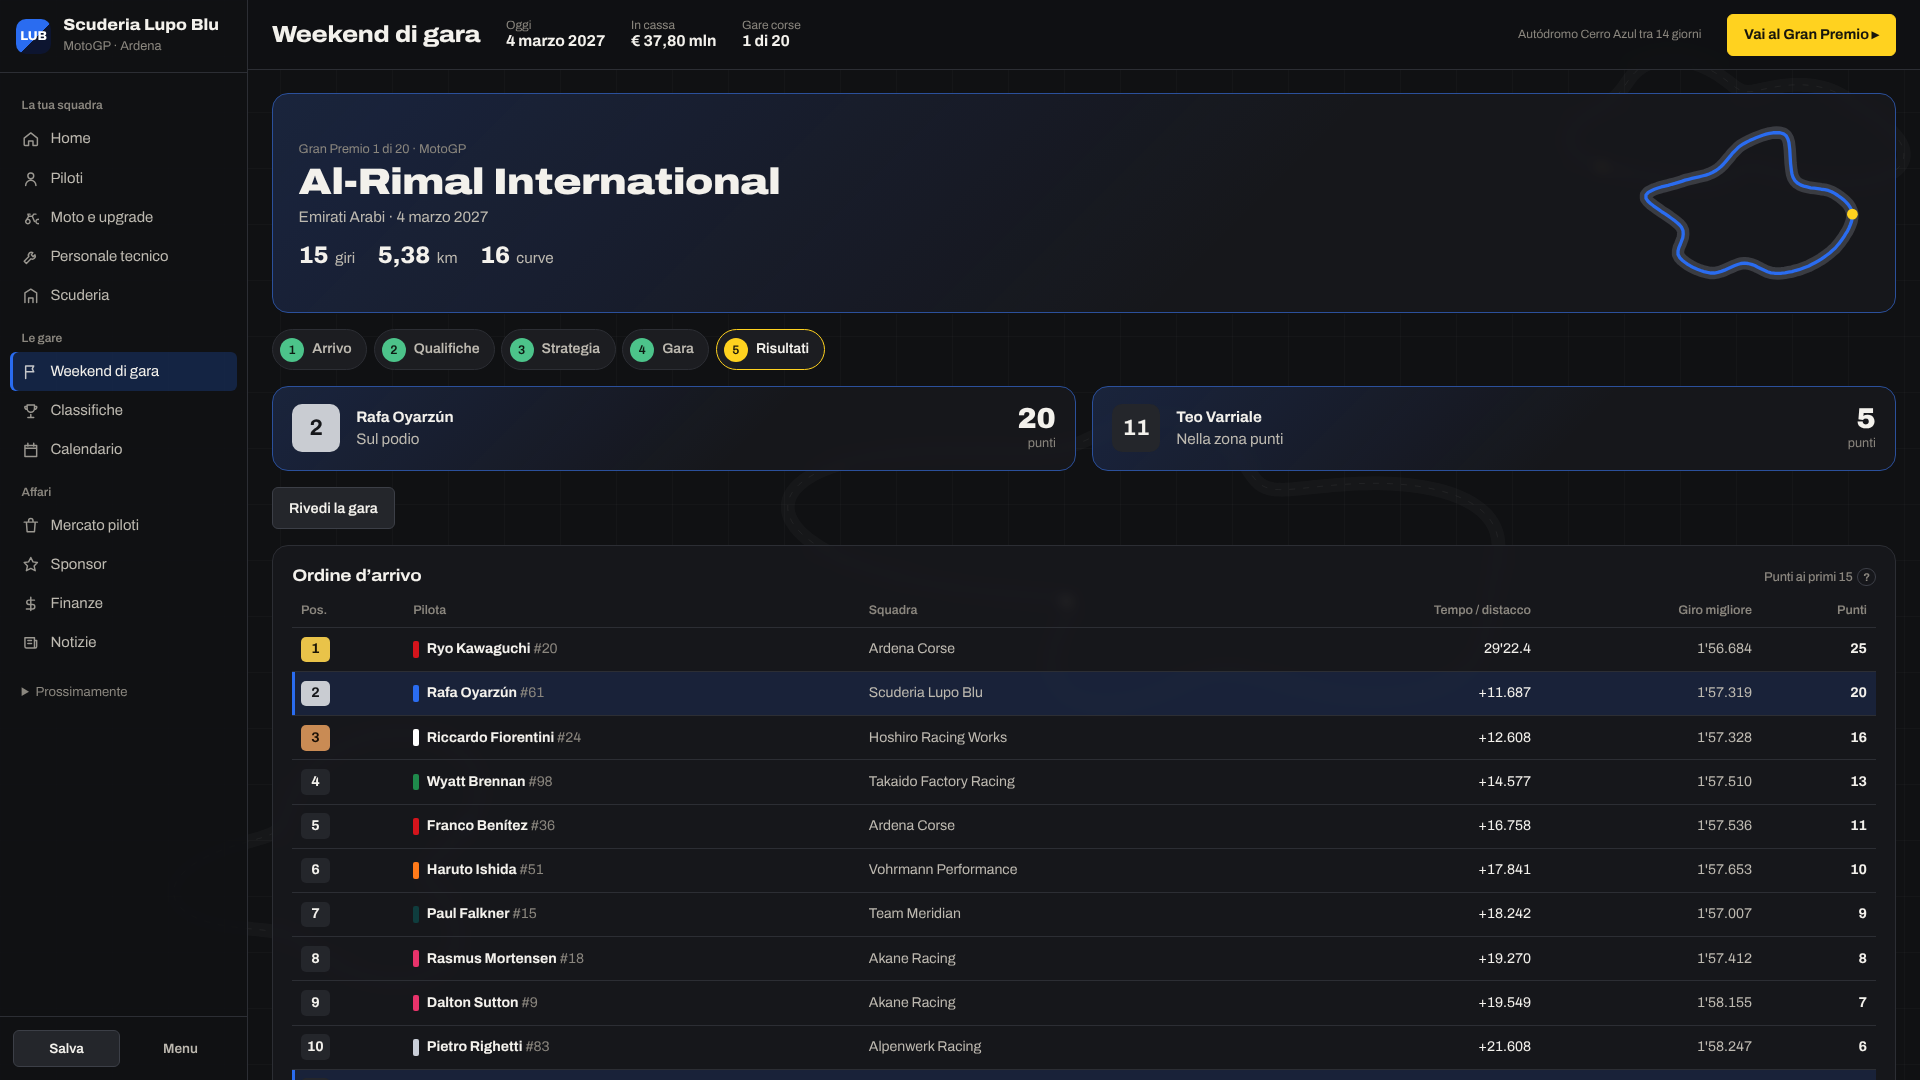 LUB
Scuderia Lupo Blu
MotoGP · Ardena
La tua squadra
Home
Piloti
Moto e upgrade
Personale tecnico
Scuderia
Le gare
Weekend di gara
Classifiche
Calendario
Affari
Mercato piloti
Sponsor
Finanze
Notizie
Prossimamente
Salva
Menu
Weekend di gara
Oggi
4 marzo 2027
In cassa
€ 37,80 mln
Gare corse
1 di 20
Autódromo Cerro Azul tra 14 giorni
Vai al Gran Premio ▸
Gran Premio 1 di 20 · MotoGP
Al-Rimal International
Emirati Arabi · 4 marzo 2027
15 giri 5,38 km 16 curve
1 Arrivo
2 Qualifiche
3 Strategia
4 Gara
5 Risultati
2
Rafa Oyarzún
Sul podio
20
punti
11
Teo Varriale
Nella zona punti
5
punti
Rivedi la gara
Ordine d’arrivo
Punti ai primi 15 ?
Pos. Pilota Squadra Tempo / distacco Giro migliore Punti
1 Ryo Kawaguchi #20 Ardena Corse 29'22.4 1'56.684 25
2 Rafa Oyarzún #61 Scuderia Lupo Blu +11.687 1'57.319 20
3 Riccardo Fiorentini #24 Hoshiro Racing Works +12.608 1'57.328 16
4 Wyatt Brennan #98 Takaido Factory Racing +14.577 1'57.510 13
5 Franco Benítez #36 Ardena Corse +16.758 1'57.536 11
6 Haruto Ishida #51 Vohrmann Performance +17.841 1'57.653 10
7 Paul Falkner #15 Team Meridian +18.242 1'57.007 9
8 Rasmus Mortensen #18 Akane Racing +19.270 1'57.412 8
9 Dalton Sutton #9 Akane Racing +19.549 1'58.155 7
10 Pietro Righetti #83 Alpenwerk Racing +21.608 1'58.247 6